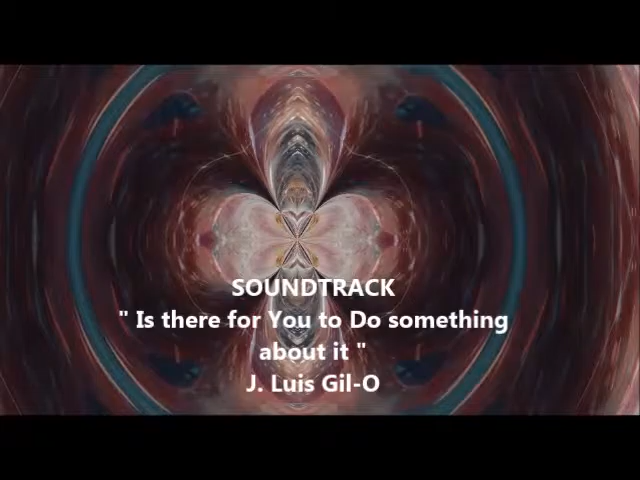 SOUNDTRACK
" Is there for You to Do something
about it "
J. Luis Gil-O